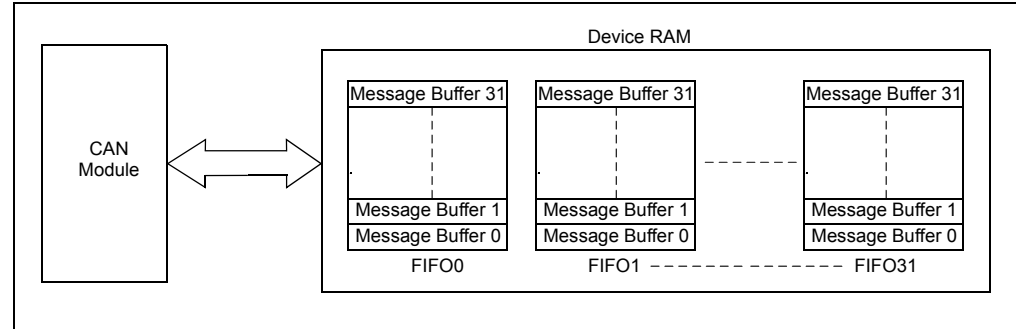 Device RAM
CAN
Module
Message Buffer 31
Message Buffer 1
Message Buffer 0
FIFO0
Message Buffer 31
Message Buffer 1
Message Buffer 0
FIFO1
Message Buffer 31
Message Buffer 1
Message Buffer 0
FIFO31